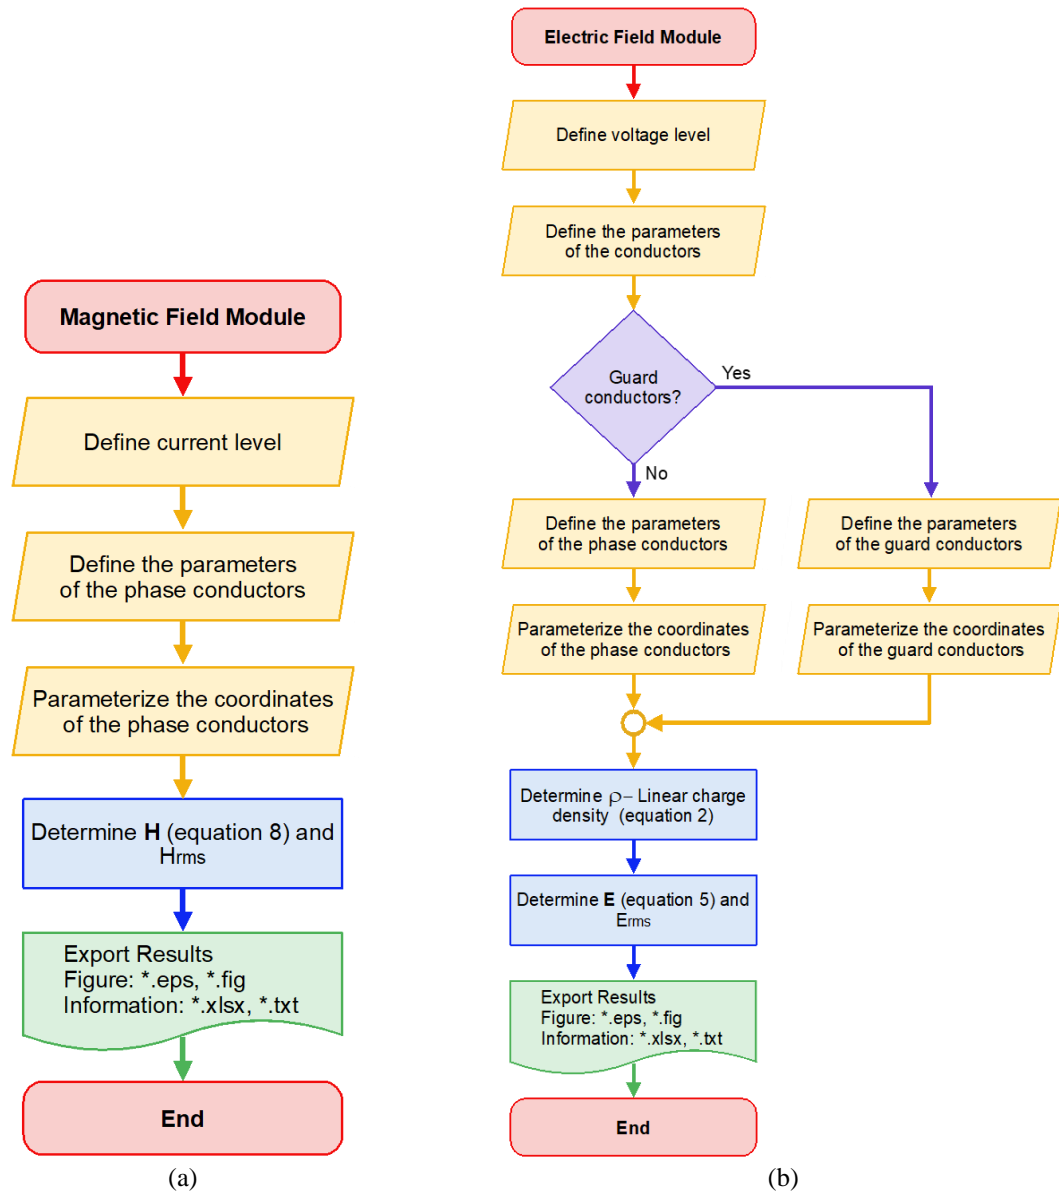 Magnetic Field Module
Define current level
Define the parameters
of the phase conductors
Parameterize the coordinates
of the phase conductors
Determine H (equation 8) and
Hrms
Export Results
Figure: *.eps, *.fig
Information: *.xlsx, *.txt
End
(a)
Electric Field Module
Define voltage level
Define the parameters
of the conductors
Guard
conductors?
Yes
No
Define the parameters
of the phase conductors
Define the parameters
of the guard conductors
Parameterize the coordinates
of the phase conductors
Parameterize the coordinates
of the guard conductors
Determine ρ– Linear charge
density (equation 2)
Determine E (equation 5) and
Erms
Export Results
Figure: *.eps, *.fig
Information: *.xlsx, *.txt
End
(b)